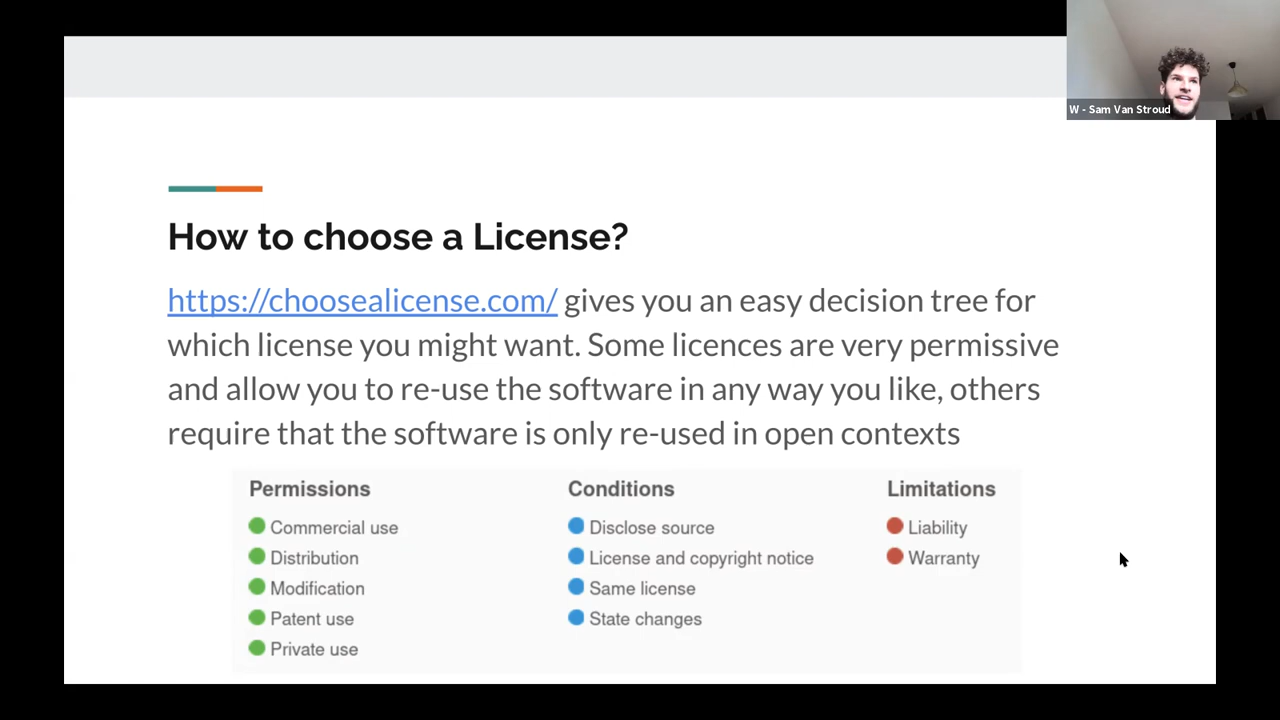 W - Sam Van Stroud
How to choose a License?
https://choosealicense.com/ gives you an easy decision tree for
which license you might want. Some licences are very permissive
and allow you to re-use the software in any way you like, others
require that the software is only re-used in open contexts
Permissions
Commercial use
Distribution
Modification
Patent use
Private use
Conditions
Disclose source
License and copyright notice
Same license
State changes
Limitations
Liability
Warranty